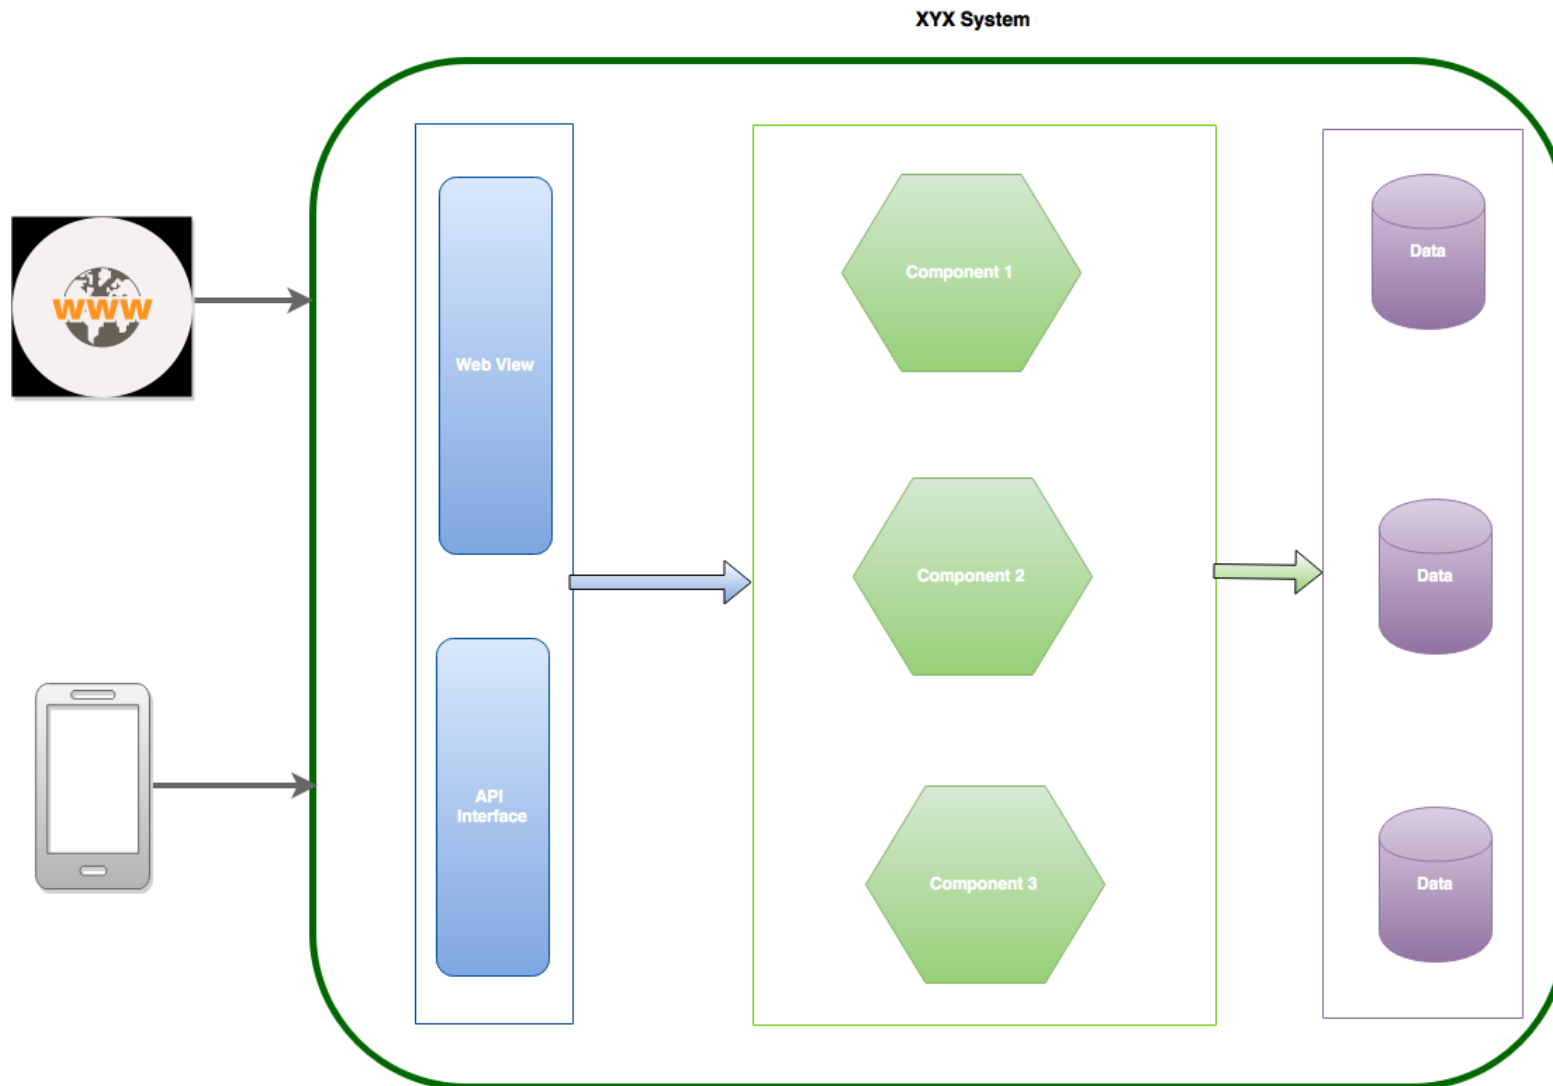 XYX System
WWW
Web View
API
Interface
Component 1
Component 2
Component 3
Data
Data
Data